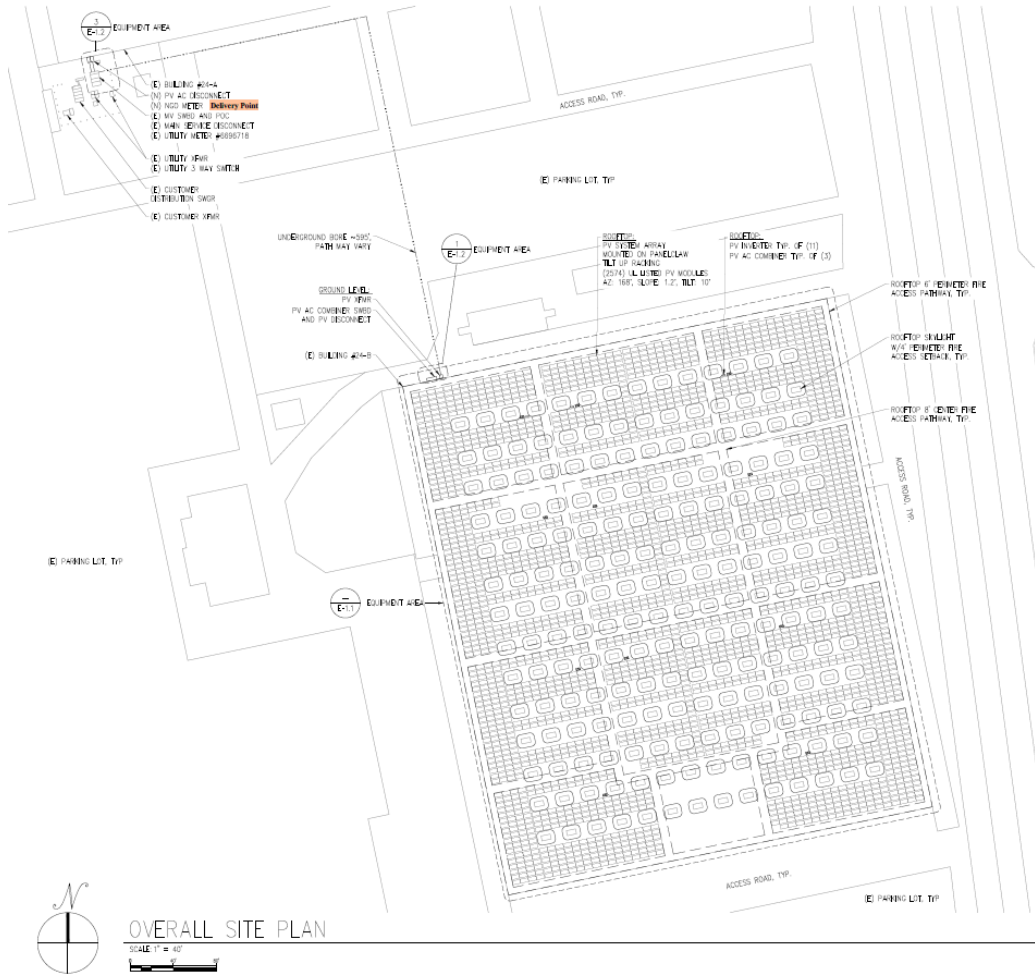 3
E-1.2
EQUIPMENT AREA
(E) BUILDING #24-A
(N) PV AC DISCONNECT
(N) NGO METER Delivery Point
(E) MV SWBD AND POC
(E) MAIN SERVICE DISCONNECT
(E) UTILITY METER #6696718
(E) UTILITY XFMR
(E) UTILITY 3 WAY SWITCH
(E) CUSTOMER
DISTRIBUTION SWGR
(E) CUSTOMER XFMR
ACCESS ROAD, TYP.
(E) PARKING LOT, TYP
UNDERGROUND BORE ~595',
PATH MAY VARY
1
E-1.2
EQUIPMENT AREA
ROOFTOP:
PV SYSTEM ARRAY
MOUNTED ON PANELCLAW
TILT UP RACKING
(2574) UL LISTED PV MODULES
AZ: 168°, SLOPE: 1.2°, TILT: 10°
ROOFTOP:
PV INVERTER TYP. OF (11)
PV AC COMBINER TYP. OF (3)
GROUND LEVEL:
PV XFMR
PV AC COMBINER SWBD
AND PV DISCONNECT
(E) BUILDING #24-B
ROOFTOP 6' PERIMETER FIRE
ACCESS PATHWAY, TYP.
ROOFTOP SKYLIGHT
W/4' PERIMETER FIRE
ACCESS SETBACK, TYP.
ROOFTOP 8' CENTER FIRE
ACCESS PATHWAY, TYP.
ACCESS ROAD, TYP.
(E) PARKING LOT, TYP
—
E-1.1
EQUIPMENT AREA
ACCESS ROAD, TYP.
(E) PARKING LOT, TYP
N
OVERALL SITE PLAN
SCALE: 1" = 40'